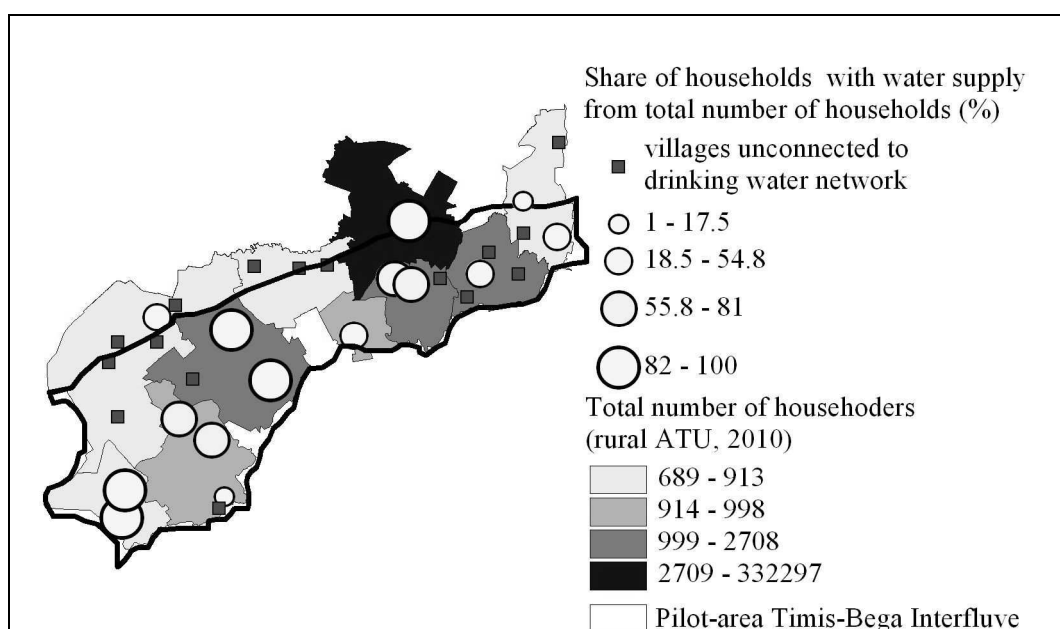 Share of households with water supply
from total number of households (%)
villages unconnected to
drinking water network
1 - 17.5
18.5 - 54.8
55.8 - 81
82 - 100
Total number of househoders
(rural ATU, 2010)
689 - 913
914 - 998
999 - 2708
2709 - 332297
Pilot-area Timis-Bega Interfluve